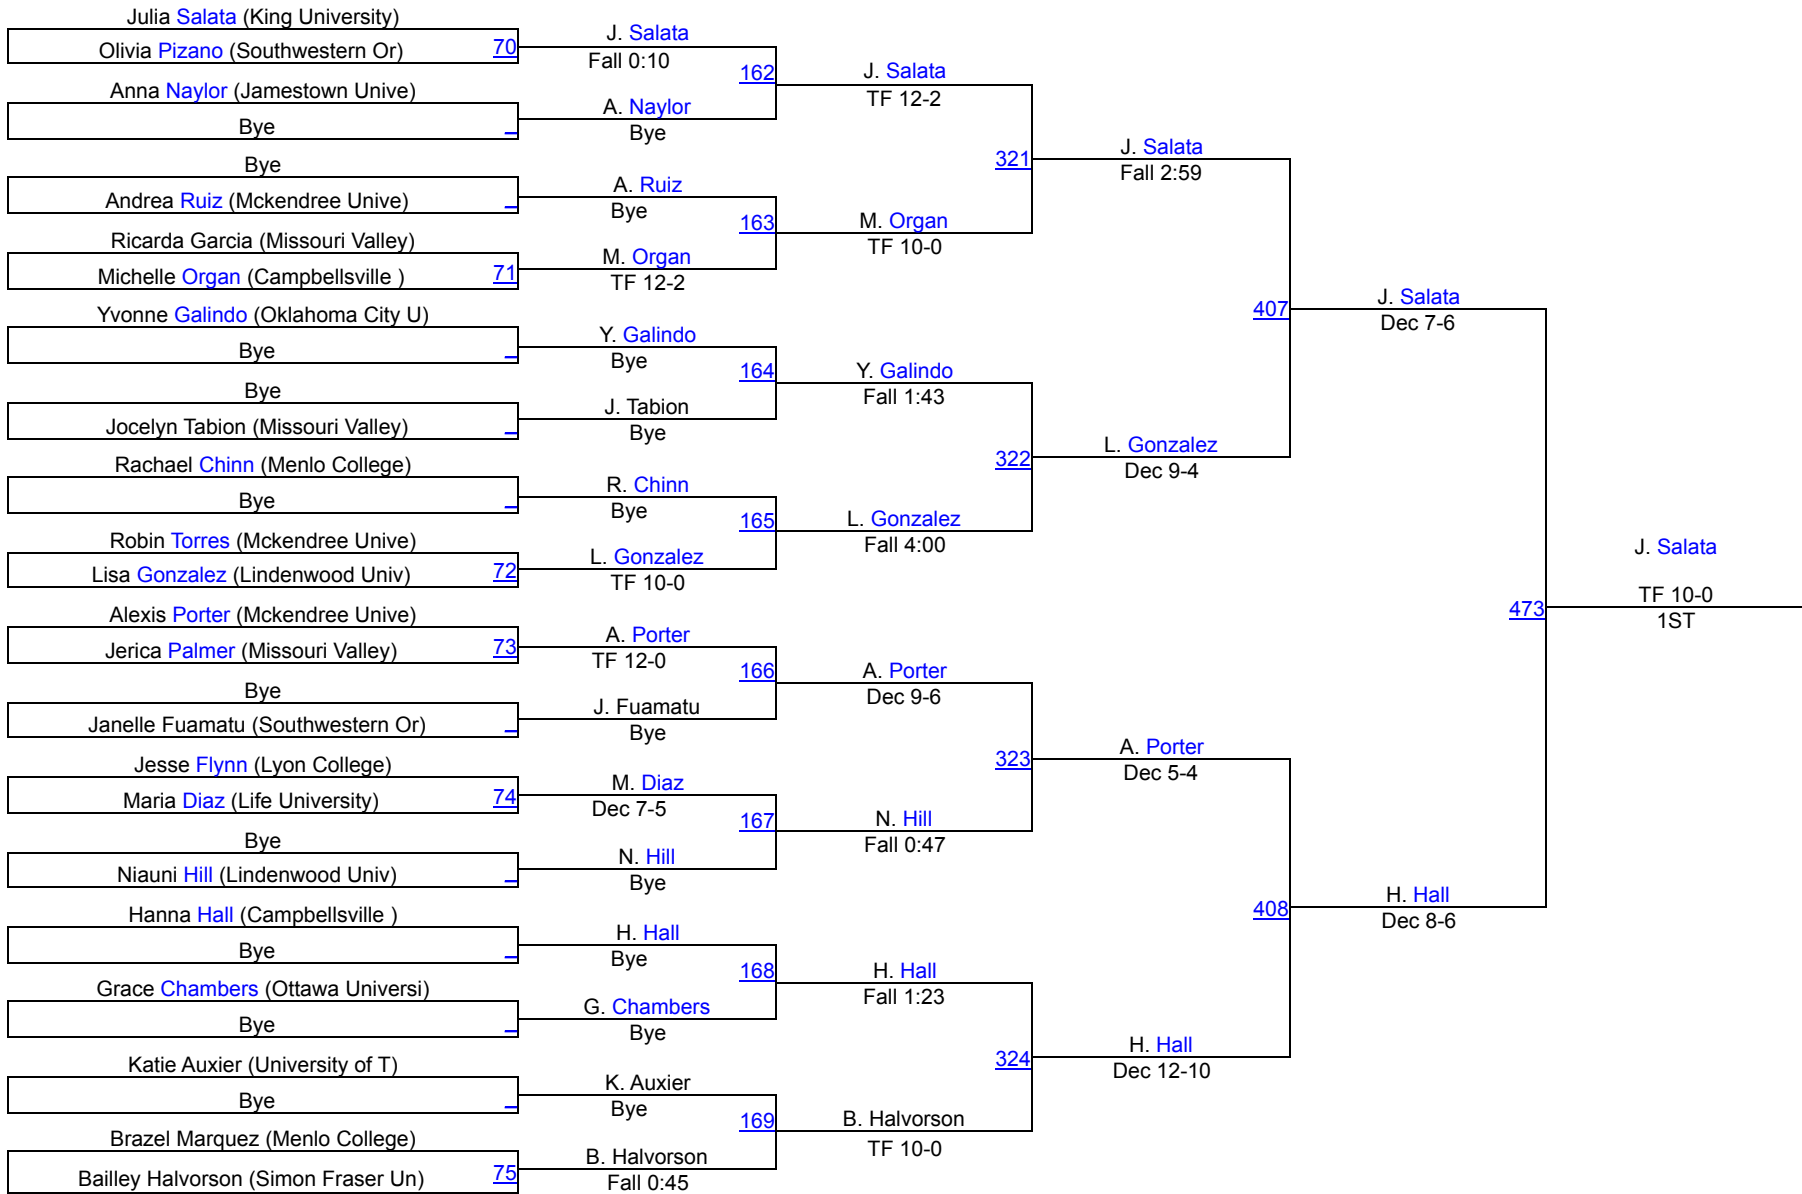 Julia Salata (King University)
Olivia Pizano (Southwestern Or) 70
Anna Naylor (Jamestown Unive)
Bye _
Bye
Andrea Ruiz (Mckendree Unive) _
Ricarda Garcia (Missouri Valley)
Michelle Organ (Campbellsville ) 71
Yvonne Galindo (Oklahoma City U)
Bye _
Bye
Jocelyn Tabion (Missouri Valley) _
Rachael Chinn (Menlo College)
Bye _
Robin Torres (Mckendree Unive)
Lisa Gonzalez (Lindenwood Univ) 72
Alexis Porter (Mckendree Unive)
Jerica Palmer (Missouri Valley) 73
Bye
Janelle Fuamatu (Southwestern Or) _
Jesse Flynn (Lyon College)
Maria Diaz (Life University) 74
Bye
Niauni Hill (Lindenwood Univ) _
Hanna Hall (Campbellsville )
Bye _
Grace Chambers (Ottawa Universi)
Bye _
Katie Auxier (University of T)
Bye _
Brazel Marquez (Menlo College)
Bailley Halvorson (Simon Fraser Un) 75
J. Salata
Fall 0:10
162
A. Naylor
Bye
A. Ruiz
Bye
163
M. Organ
TF 12-2
Y. Galindo
Bye
164
J. Tabion
Bye
R. Chinn
Bye
165
L. Gonzalez
TF 10-0
A. Porter
TF 12-0
166
J. Fuamatu
Bye
M. Diaz
Dec 7-5
167
N. Hill
Bye
H. Hall
Bye
168
G. Chambers
Bye
K. Auxier
Bye
169
B. Halvorson
Fall 0:45
J. Salata
TF 12-2
321
M. Organ
TF 10-0
Y. Galindo
Fall 1:43
322
L. Gonzalez
Fall 4:00
A. Porter
Dec 9-6
323
N. Hill
Fall 0:47
H. Hall
Fall 1:23
324
B. Halvorson
TF 10-0
J. Salata
Fall 2:59
407
L. Gonzalez
Dec 9-4
A. Porter
Dec 5-4
408
H. Hall
Dec 12-10
J. Salata
Dec 7-6
473
H. Hall
Dec 8-6
J. Salata
TF 10-0
1ST